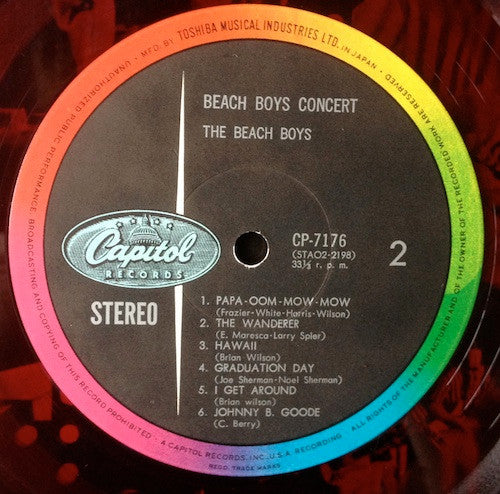 MFD. BY TOSHIBA MUSICAL INDUSTRIES LTD. IN JAPAN
ALL RIGHTS OF THE RECORDING AND OF THE OWNER OF THE RECORDED WORK ARE RESERVED.
UNAUTHORIZED PUBLIC PERFORMANCE, BROADCASTING AND COPYING OF THIS RECORD PROHIBITED
BEACH BOYS CONCERT
THE BEACH BOYS
Capitol
RECORDS
STEREO
CP-7176
(STAO2-2198)
33⅓ r. p. m.
2
1. PAPA-OOM-MOW-MOW
(Frazier-White-Harris-Wilson)
2. THE WANDERER
(E. Maresca-Larry Spler)
3. HAWAII
(Brian Wilson)
4. GRADUATION DAY
(Joe Sherman-Noel Sherman)
5. I GET AROUND
(Brian wilson)
6. JOHNNY B. GOODE
(C. Berry)
A CAPITOL RECORDS, INC., U.S.A. RECORDING
REGD. TRADE MARKS